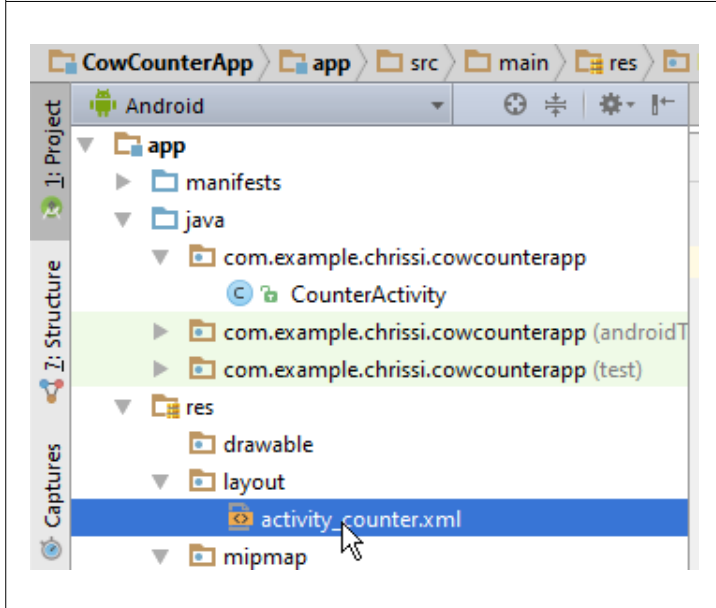 CowCounterApp app src main res
1: Project
Android
app
manifests
java
com.example.chrissi.cowcounterapp
C CounterActivity
com.example.chrissi.cowcounterapp (androidT
com.example.chrissi.cowcounterapp (test)
res
drawable
layout
activity_counter.xml
mipmap
7: Structure
Captures